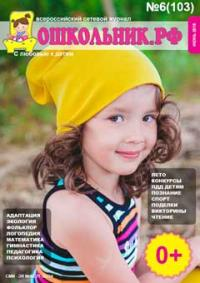 №6(103)
всероссийский сетевой журнал
ДОШКОЛЬНИК.РФ
С любовью к детям
ЛЕТО
КОНКУРСЫ
ПДД ДЕТЯМ
ПОЗНАНИЕ
СПОРТ
ПОДЕЛКИ
ВИКТОРИНЫ
ЧТЕНИЕ
АДАПТАЦИЯ
ЭКОЛОГИЯ
ФОЛЬКЛОР
ЛОГОПЕДИЯ
МАТЕМАТИКА
ГИМНАСТИКА
ПЕДАГОГИКА
ПСИХОЛОГИЯ
0+